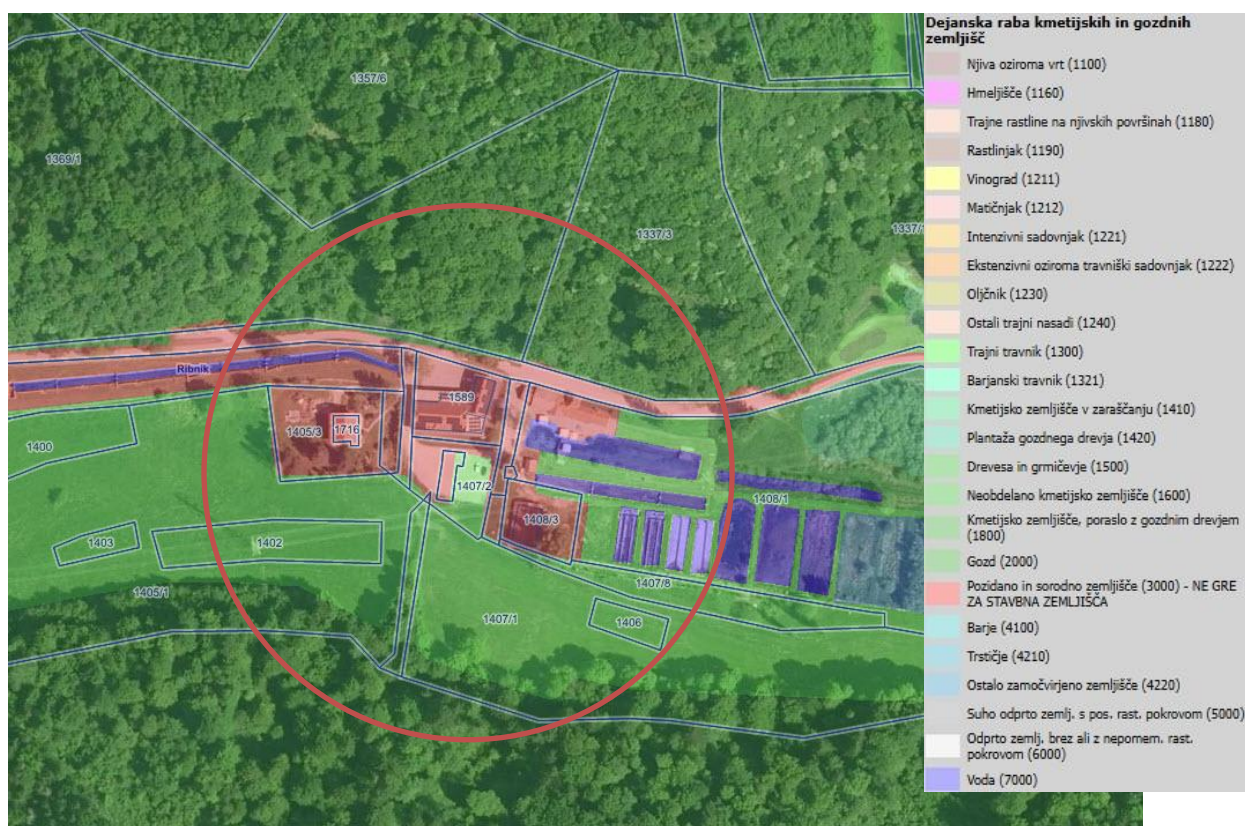 Dejanska raba kmetijskih in gozdnih
zemljišč
Njiva oziroma vrt (1100)
Hmeljišče (1160)
Trajne rastline na njivskih površinah (1180)
Rastlinjak (1190)
Vinograd (1211)
Matičnjak (1212)
Intenzivni sadovnjak (1221)
Ekstenzivni oziroma travniški sadovnjak (1222)
Oljčnik (1230)
Ostali trajni nasadi (1240)
Trajni travnik (1300)
Barjanski travnik (1321)
Kmetijsko zemljišče v zaraščanju (1410)
Plantaža gozdnega drevja (1420)
Drevesa in grmičevje (1500)
Neobdelano kmetijsko zemljišče (1600)
Kmetijsko zemljišče, poraslo z gozdnim drevjem
(1800)
Gozd (2000)
Pozidano in sorodno zemljišče (3000) - NE GRE
ZA STAVBNA ZEMLJIŠČA
Barje (4100)
Trstičje (4210)
Ostalo zamočvirjeno zemljišče (4220)
Suho odprto zemlj. s pos. rast. pokrovom (5000)
Odprto zemlj. brez ali z nepomem. rast.
pokrovom (6000)
Voda (7000)
1357/6
1369/1
1337/3
1337/
Ribnik
1589
1405/3
1716
1400
1407/2
1408/1
1408/3
1403
1402
1407/8
1405/1
1407/1
1406